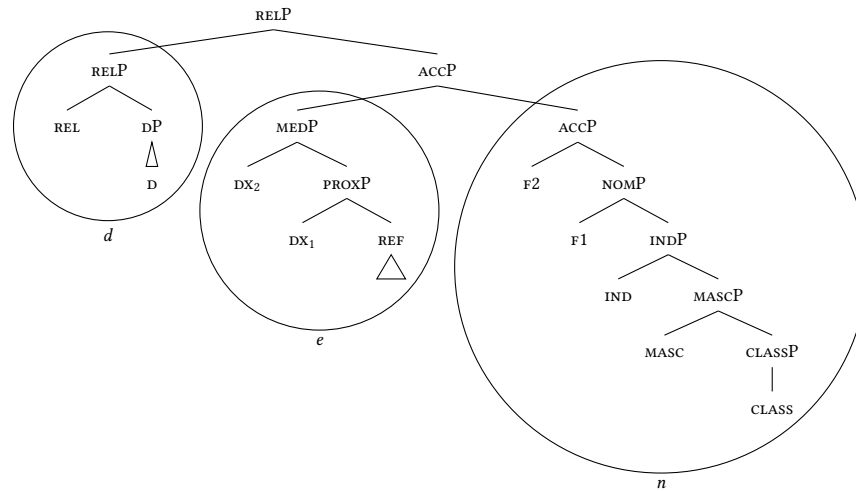 RELP
RELP ACCP
REL DP MEDP ACCP
D DX₂ PROXP F2 NOMP
d DX₁ REF F1 INDP
IND MASCP
e MASC CLASSP
CLASS
n